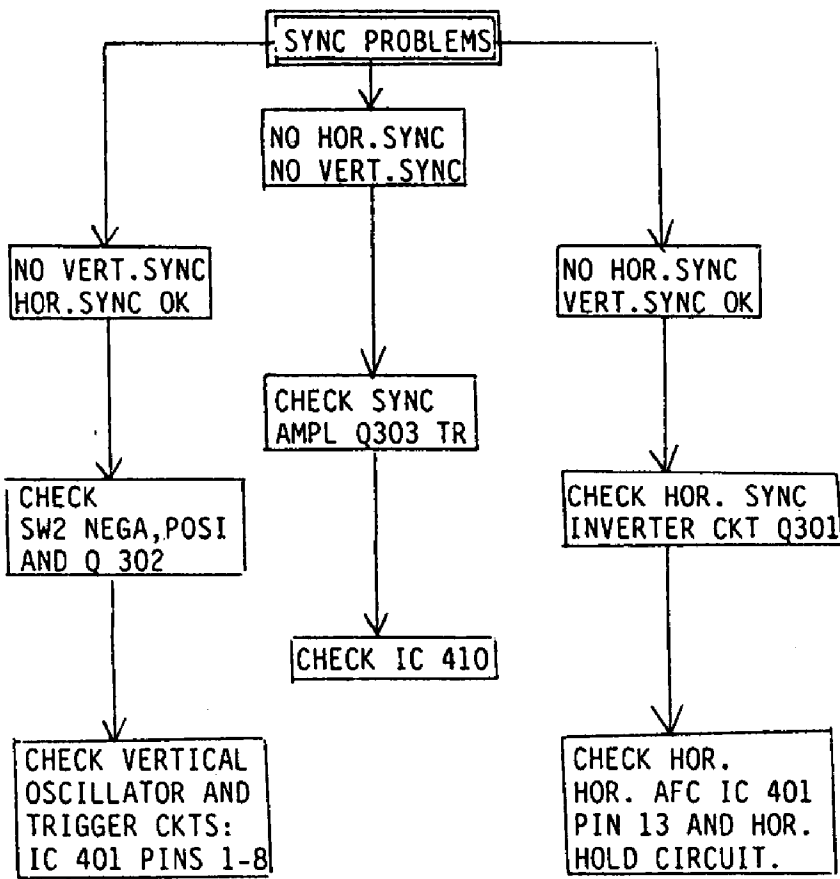 SYNC PROBLEMS
NO HOR.SYNC
NO VERT.SYNC
NO VERT.SYNC
HOR.SYNC OK
NO HOR.SYNC
VERT.SYNC OK
CHECK SYNC
AMPL Q303 TR
CHECK
SW2 NEGA,POSI
AND Q 302
CHECK HOR. SYNC
INVERTER CKT Q301
CHECK IC 410
CHECK VERTICAL
OSCILLATOR AND
TRIGGER CKTS:
IC 401 PINS 1-8
CHECK HOR.
HOR. AFC IC 401
PIN 13 AND HOR.
HOLD CIRCUIT.